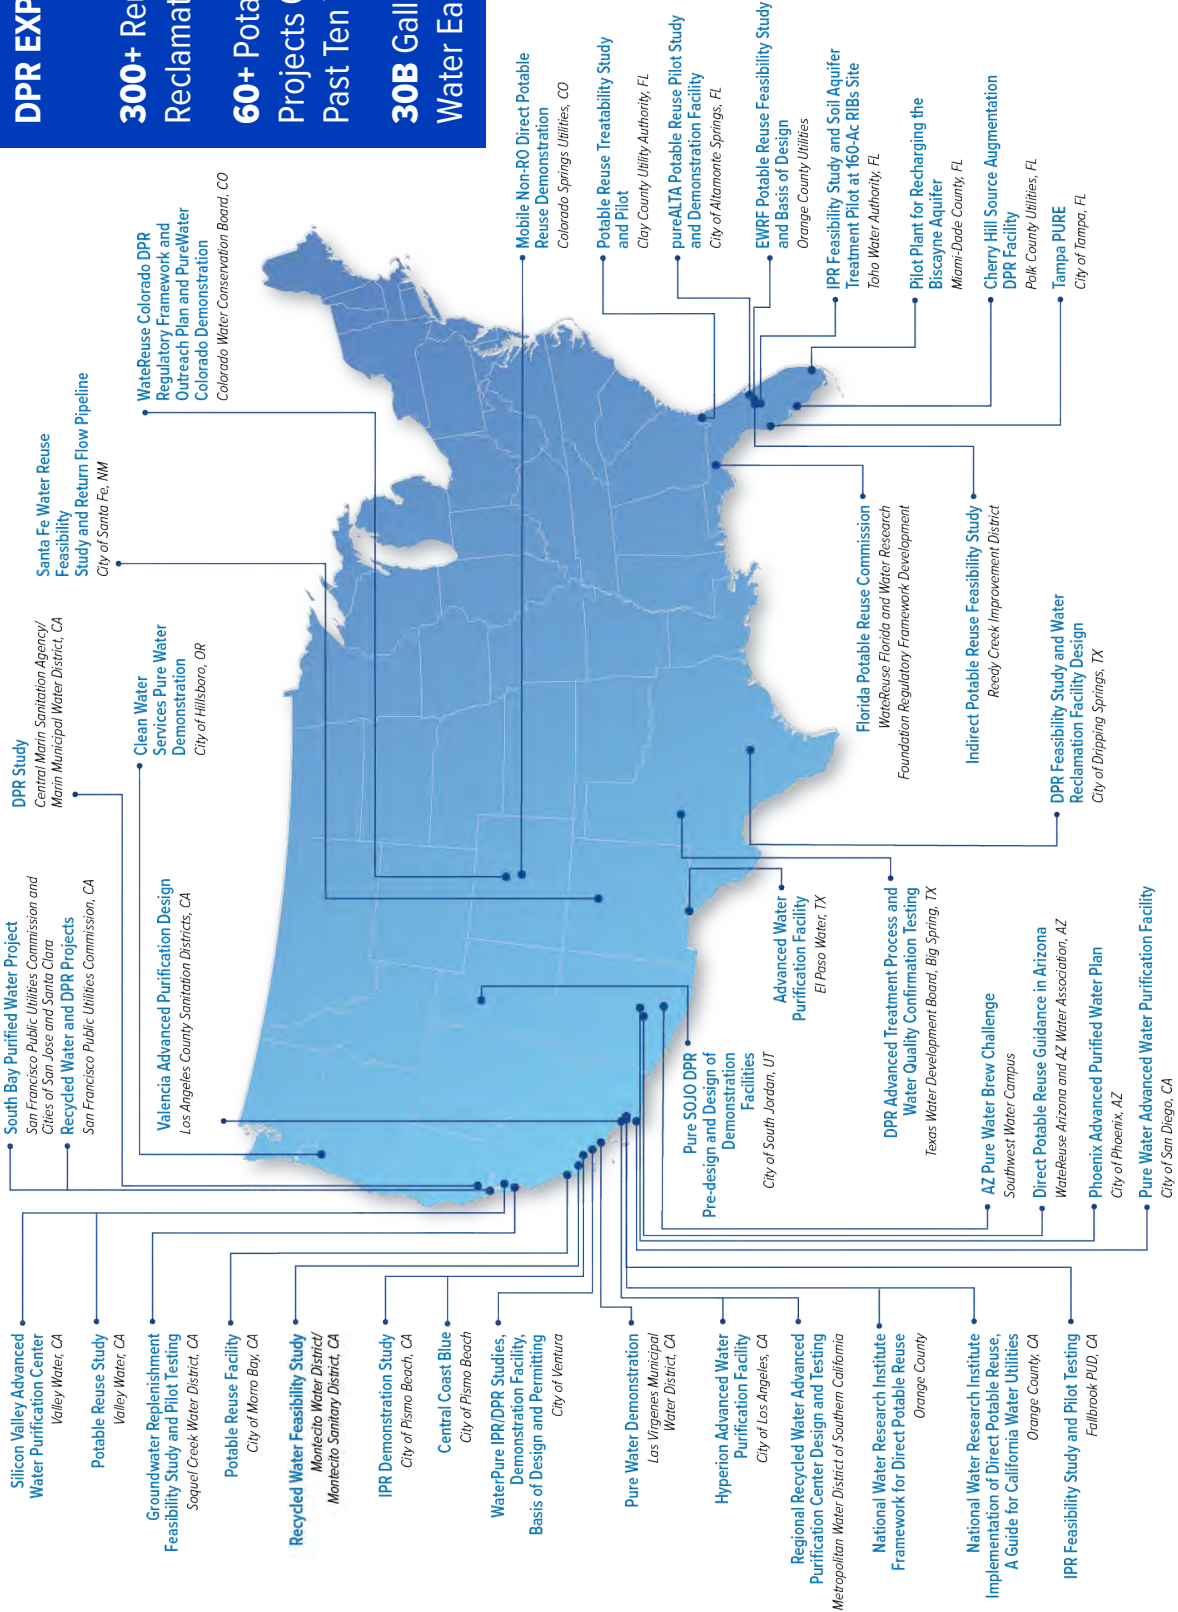 DPR EXP
300+ Re
Reclamat
60+ Pota
Projects C
Past Ten
30B Gall
Water Ea
Silicon Valley Advanced
Water Purification Center
Valley Water, CA
Potable Reuse Study
Valley Water, CA
Groundwater Replenishment
Feasibility Study and Pilot Testing
Soquel Creek Water District, CA
Potable Reuse Facility
City of Morro Bay, CA
Recycled Water Feasibility Study
Montecito Water District/
Montecito Sanitary District, CA
IPR Demonstration Study
City of Pismo Beach, CA
Central Coast Blue
City of Pismo Beach
WaterPure IPR/DPR Studies,
Demonstration Facility,
Basis of Design and Permitting
City of Ventura
Pure Water Demonstration
Las Virgenes Municipal
Water District, CA
Hyperion Advanced Water
Purification Facility
City of Los Angeles, CA
Regional Recycled Water Advanced
Purification Center Design and Testing
Metropolitan Water District of Southern California
National Water Research Institute
Framework for Direct Potable Reuse
Orange County
National Water Research Institute
Implementation of Direct Potable Reuse,
A Guide for California Water Utilities
Orange County, CA
IPR Feasibility Study and Pilot Testing
Fallbrook PUD, CA
South Bay Purified Water Project
San Francisco Public Utilities Commission and
Cities of San Jose and Santa Clara
Recycled Water and DPR Projects
San Francisco Public Utilities Commission, CA
Valencia Advanced Purification Design
Los Angeles County Sanitation Districts, CA
DPR Study
Central Marin Sanitation Agency/
Marin Municipal Water District, CA
Clean Water
Services Pure Water
Demonstration
City of Hillsboro, OR
Santa Fe Water Reuse
Feasibility
Study and Return Flow Pipeline
City of Santa Fe, NM
WateReuse Colorado DPR
Regulatory Framework and
Outreach Plan and PureWater
Colorado Demonstration
Colorado Water Conservation Board, CO
Mobile Non-RO Direct Potable
Reuse Demonstration
Colorado Springs Utilities, CO
Potable Reuse Treatability Study
and Pilot
Clay County Utility Authority, FL
pureALTA Potable Reuse Pilot Study
and Demonstration Facility
City of Altamonte Springs, FL
EWRF Potable Reuse Feasibility Study
and Basis of Design
Orange County Utilities
IPR Feasibility Study and Soil Aquifer
Treatment Pilot at 160-Ac RIBs Site
Toho Water Authority, FL
Pilot Plant for Recharging the
Biscayne Aquifer
Miami-Dade County, FL
Cherry Hill Source Augmentation
DPR Facility
Polk County Utilities, FL
Tampa PURE
City of Tampa, FL
Florida Potable Reuse Commission
WateReuse Florida and Water Research
Foundation Regulatory Framework Development
Indirect Potable Reuse Feasibility Study
Reedy Creek Improvement District
DPR Feasibility Study and Water
Reclamation Facility Design
City of Dripping Springs, TX
Advanced Water
Purification Facility
El Paso Water, TX
DPR Advanced Treatment Process and
Water Quality Confirmation Testing
Texas Water Development Board, Big Spring, TX
Pure SOJO DPR
Pre-design and Design of
Demonstration
Facilities
City of South Jordan, UT
AZ Pure Water Brew Challenge
Southwest Water Campus
Direct Potable Reuse Guidance in Arizona
WateReuse Arizona and AZ Water Association, AZ
Phoenix Advanced Purified Water Plan
City of Phoenix, AZ
Pure Water Advanced Water Purification Facility
City of San Diego, CA